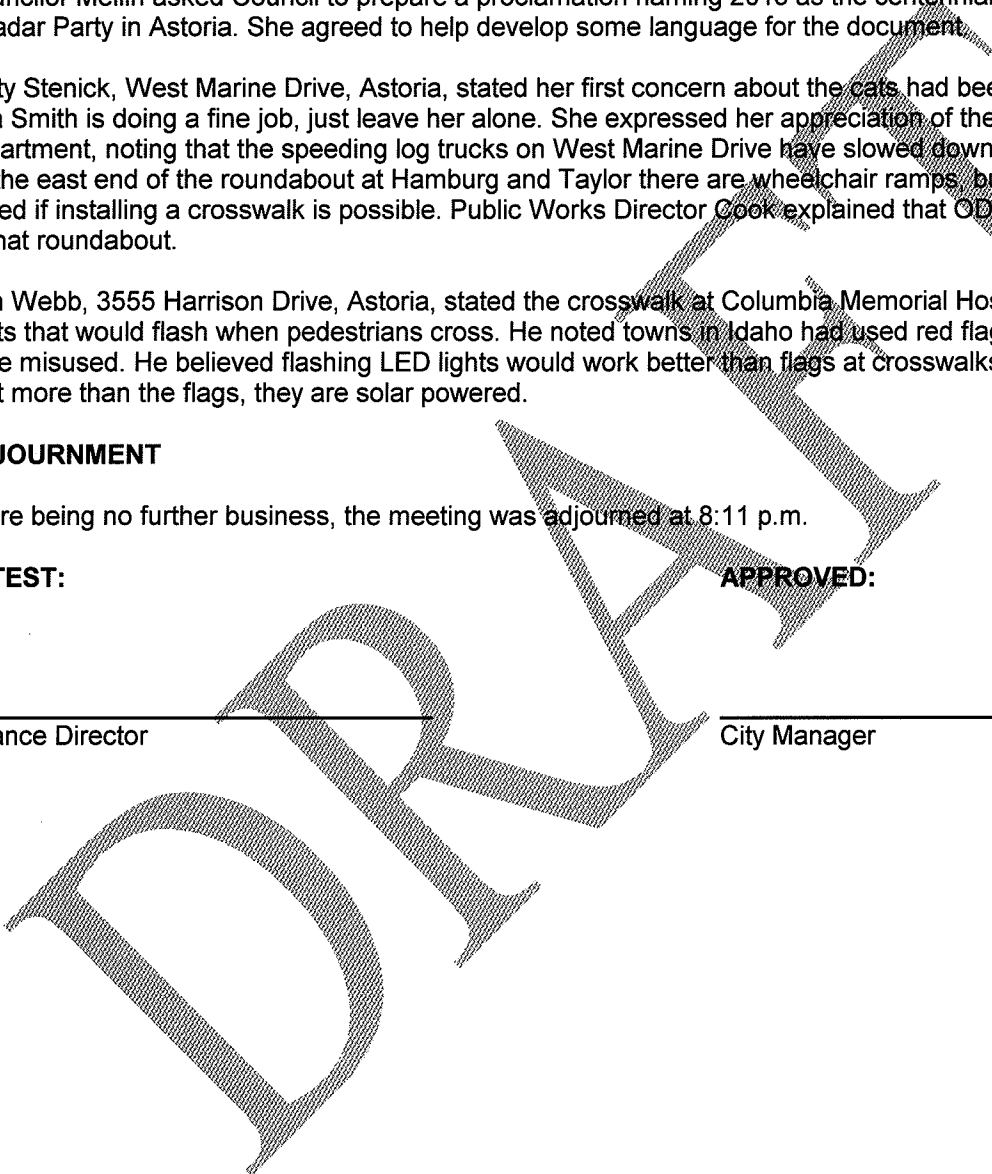 ncillor Mellin asked Council to prepare a proclamation naming 2016 as the centennial
adar Party in Astoria. She agreed to help develop some language for the document.
ty Stenick, West Marine Drive, Astoria, stated her first concern about the cats had bee
n Smith is doing a fine job, just leave her alone. She expressed her appreciation of the
artment, noting that the speeding log trucks on West Marine Drive have slowed down
the east end of the roundabout at Hamburg and Taylor there are wheelchair ramps, bu
ed if installing a crosswalk is possible. Public Works Director Cook explained that OD
hat roundabout.
n Webb, 3555 Harrison Drive, Astoria, stated the crosswalk at Columbia Memorial Hos
ts that would flash when pedestrians cross. He noted towns in Idaho had used red flag
e misused. He believed flashing LED lights would work better than flags at crosswalks
t more than the flags, they are solar powered.
JOURNMENT
re being no further business, the meeting was adjourned at 8:11 p.m.
TEST:
APPROVED:
ance Director
City Manager
DRAFT